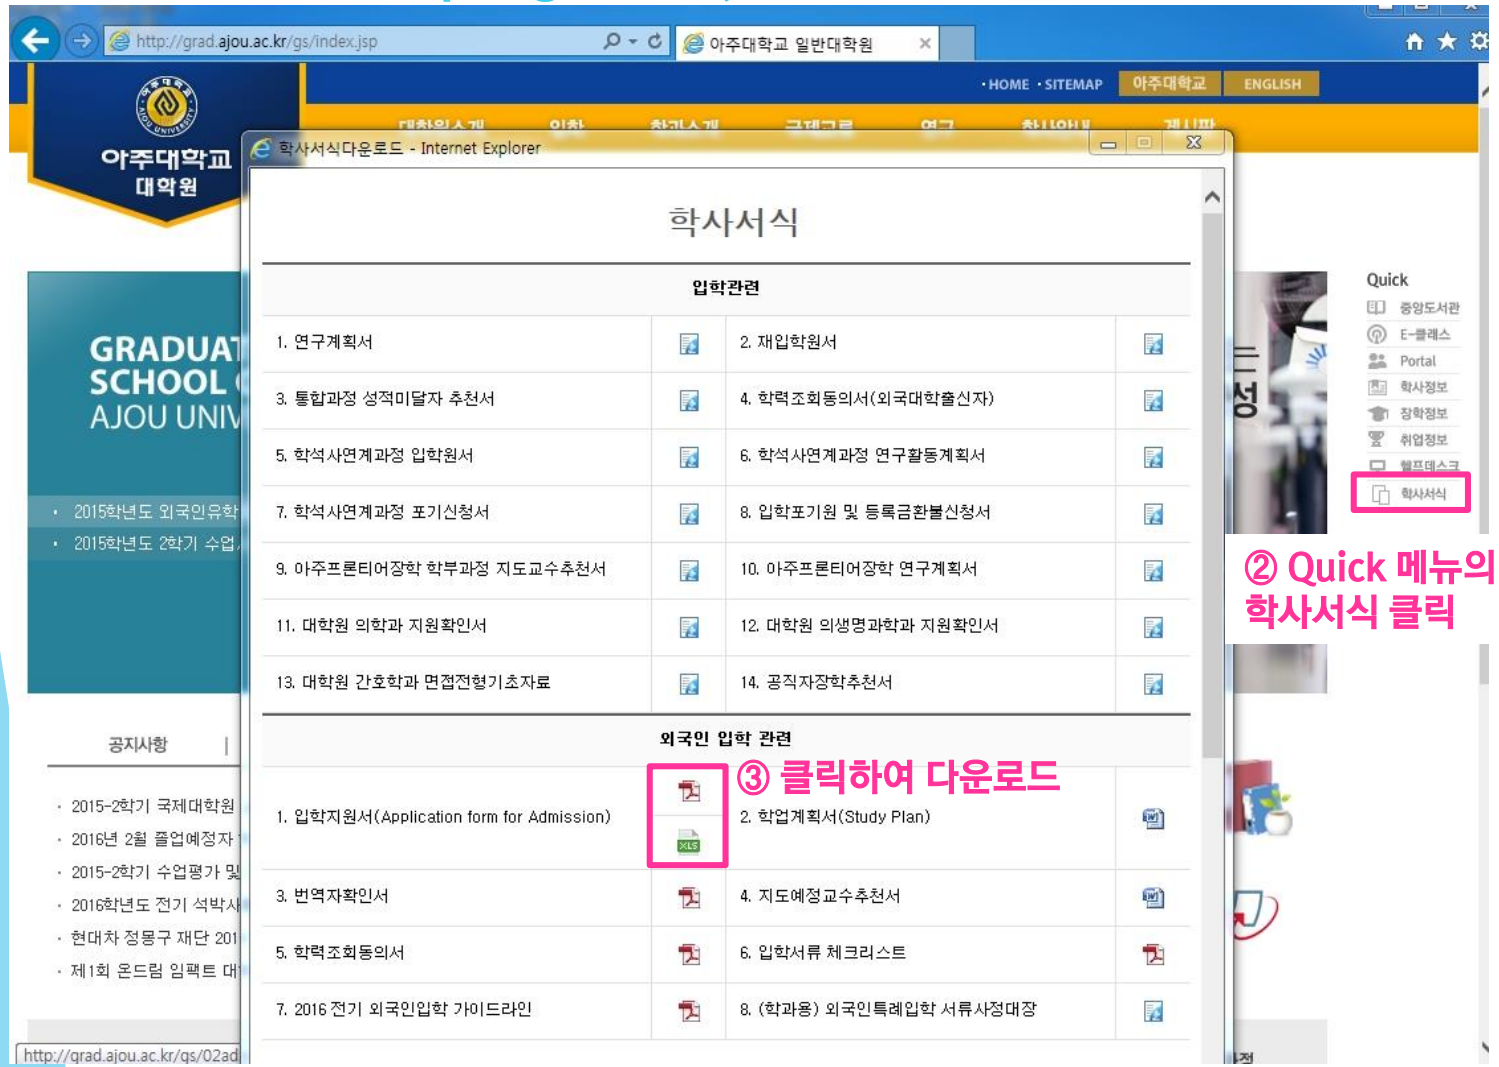 http://grad.ajou.ac.kr/gs/index.jsp
아주대학교 일반대학원
·HOME ·SITEMAP 아주대학교 ENGLISH
아주대학교
대학원
학사서식다운로드 - Internet Explorer
학사서식
입학관련
1. 연구계획서
2. 재입학원서
3. 통합과정 성적미달자 추천서
4. 학력조회동의서(외국대학출신자)
5. 학석사연계과정 입학원서
6. 학석사연계과정 연구활동계획서
7. 학석사연계과정 포기신청서
8. 입학포기원 및 등록금환불신청서
9. 아주프론티어장학 학부과정 지도교수추천서
10. 아주프론티어장학 연구계획서
11. 대학원 의학과 지원확인서
12. 대학원 의생명과학과 지원확인서
13. 대학원 간호학과 면접전형기초자료
14. 공직자장학추천서
외국인 입학 관련
③ 클릭하여 다운로드
1. 입학지원서(Application form for Admission)
XLS
2. 학업계획서(Study Plan)
3. 번역자확인서
4. 지도예정교수추천서
5. 학력조회동의서
6. 입학서류 체크리스트
7. 2016 전기 외국인입학 가이드라인
8. (학과용) 외국인특례입학 서류사정대장
GRADUAT
SCHOOL
AJOU UNIV
· 2015학년도 외국인유학
· 2015학년도 2학기 수업
공지사항 |
· 2015-2학기 국제대학원
· 2016년 2월 졸업예정자
· 2015-2학기 수업평가 및
· 2016학년도 전기 석박사
· 현대차 정몽구 재단 201
· 제1회 온드림 임팩트 대
http://grad.ajou.ac.kr/gs/02ad
Quick
중앙도서관
E-클래스
Portal
학사정보
장학정보
취업정보
헬프데스크
학사서식
② Quick 메뉴의
학사서식 클릭